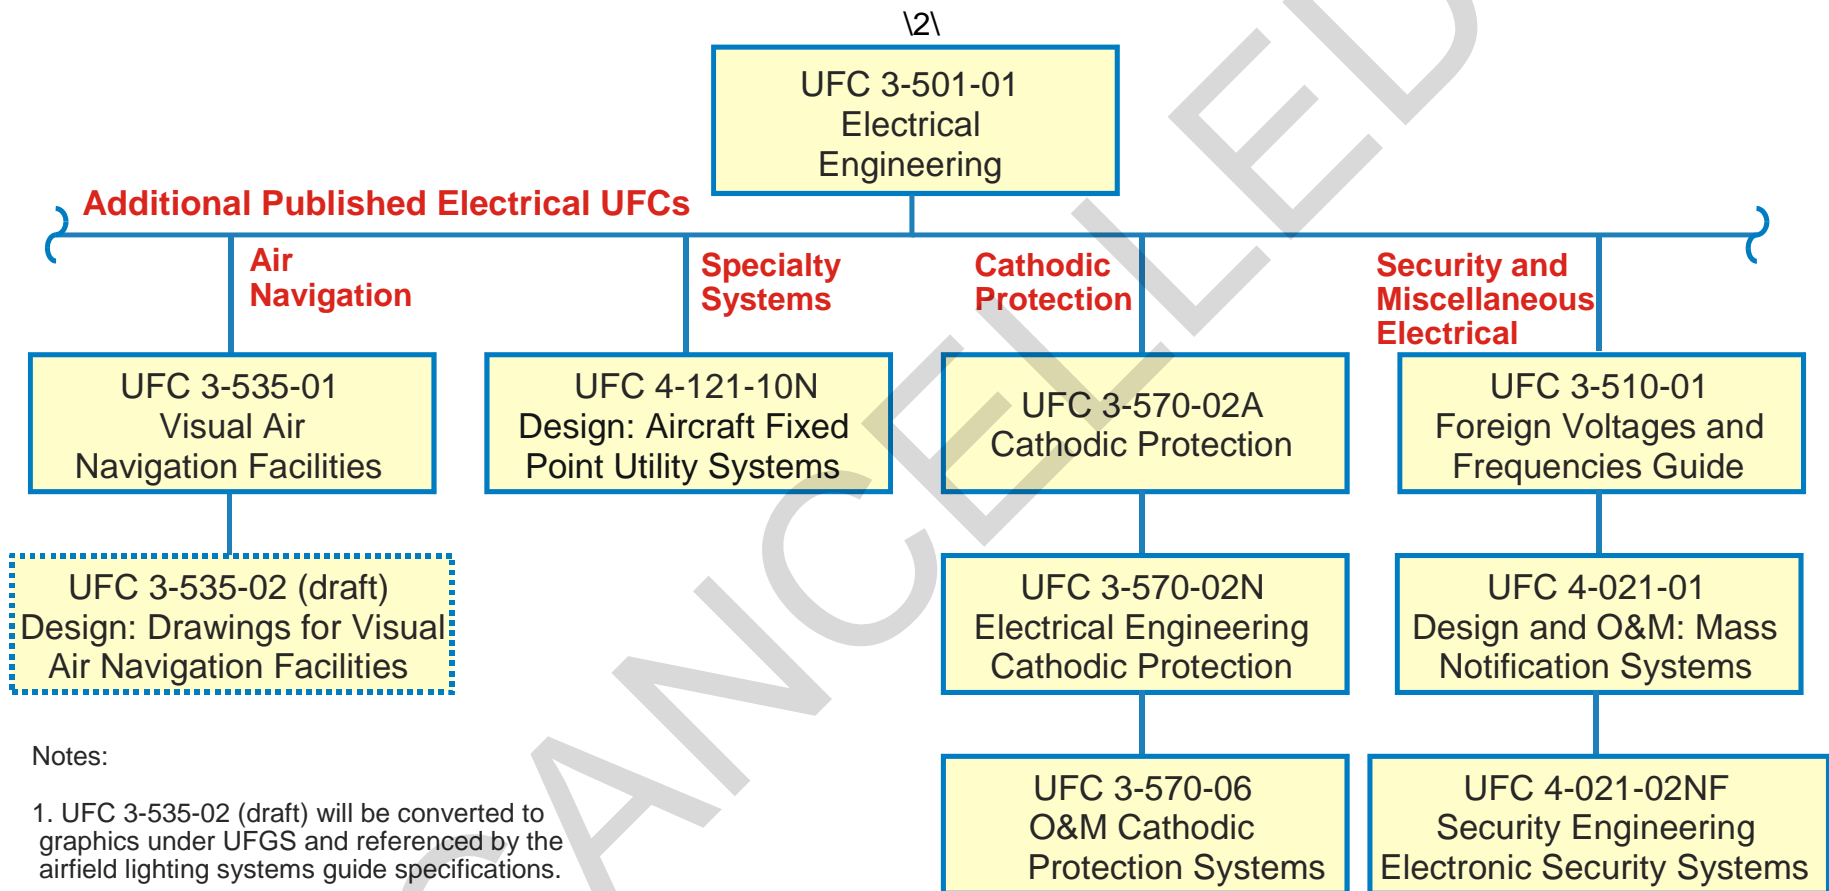 \2\
UFC 3-501-01
Electrical
Engineering
Additional Published Electrical UFCs
Air
Navigation
Specialty
Systems
Cathodic
Protection
Security and
Miscellaneous
Electrical
UFC 3-535-01
Visual Air
Navigation Facilities
UFC 4-121-10N
Design: Aircraft Fixed
Point Utility Systems
UFC 3-570-02A
Cathodic Protection
UFC 3-510-01
Foreign Voltages and
Frequencies Guide
UFC 3-535-02 (draft)
Design: Drawings for Visual
Air Navigation Facilities
UFC 3-570-02N
Electrical Engineering
Cathodic Protection
UFC 4-021-01
Design and O&M: Mass
Notification Systems
UFC 3-570-06
O&M Cathodic
Protection Systems
UFC 4-021-02NF
Security Engineering
Electronic Security Systems
Notes:
1. UFC 3-535-02 (draft) will be converted to
graphics under UFGS and referenced by the
airfield lighting systems guide specifications.
CANCELLED